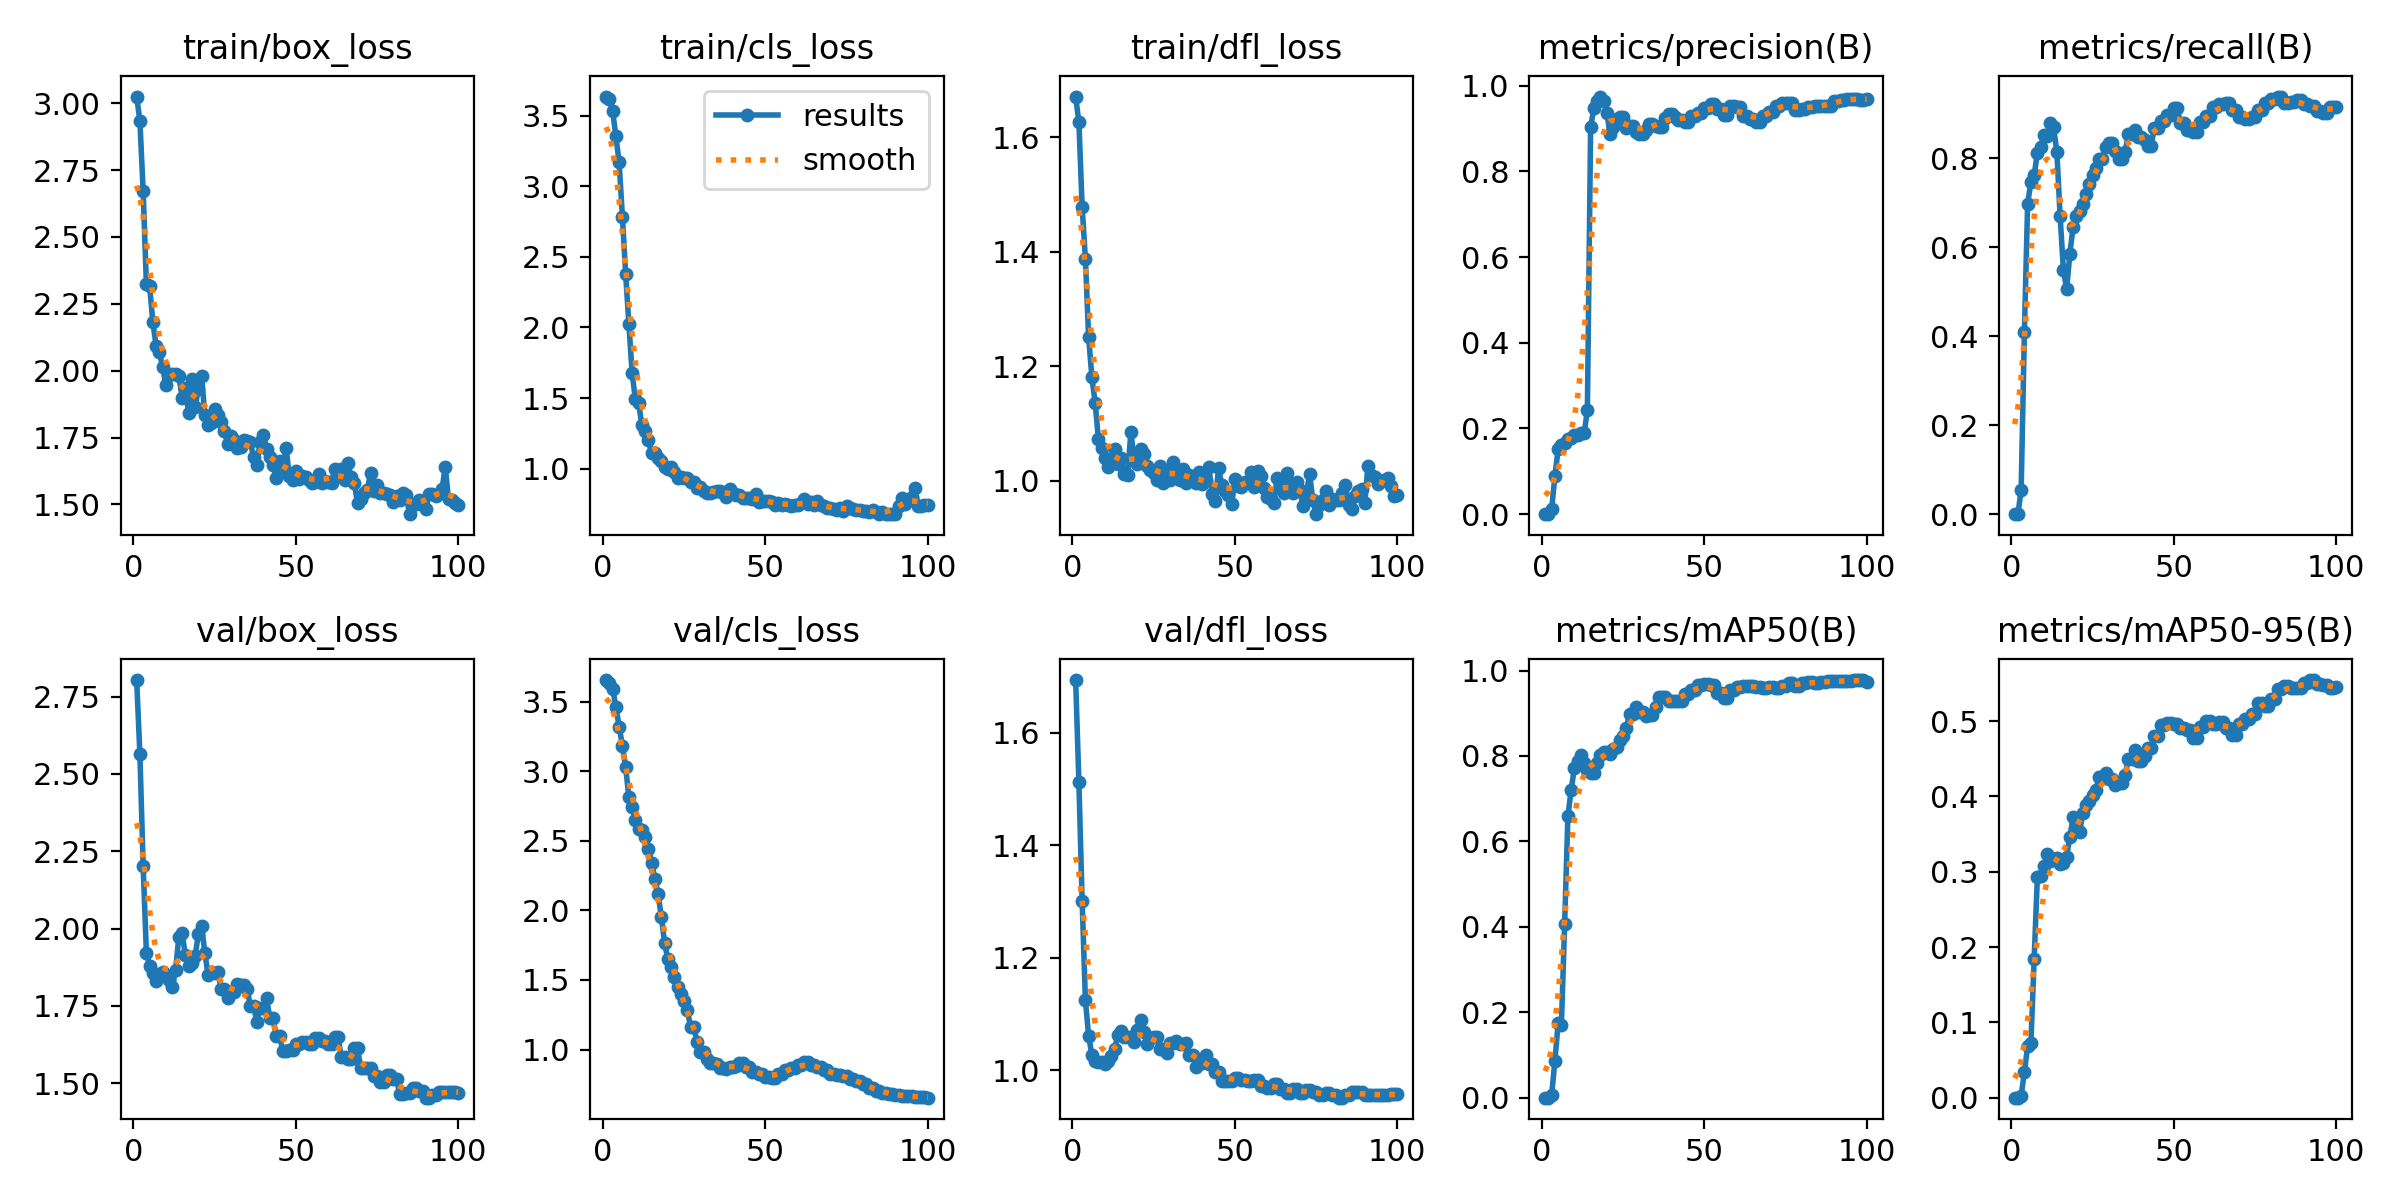 train/box_loss
train/cls_loss
train/dfl_loss
metrics/precision(B)
metrics/recall(B)
3.00
2.75
2.50
2.25
2.00
1.75
1.50
0 50 100
3.5
3.0
2.5
2.0
1.5
1.0
results
smooth
0 50 100
1.6
1.4
1.2
1.0
0 50 100
1.0
0.8
0.6
0.4
0.2
0.0
0 50 100
0.8
0.6
0.4
0.2
0.0
0 50 100
val/box_loss
val/cls_loss
val/dfl_loss
metrics/mAP50(B)
metrics/mAP50-95(B)
2.75
2.50
2.25
2.00
1.75
1.50
0 50 100
3.5
3.0
2.5
2.0
1.5
1.0
0 50 100
1.6
1.4
1.2
1.0
0 50 100
1.0
0.8
0.6
0.4
0.2
0.0
0 50 100
0.5
0.4
0.3
0.2
0.1
0.0
0 50 100